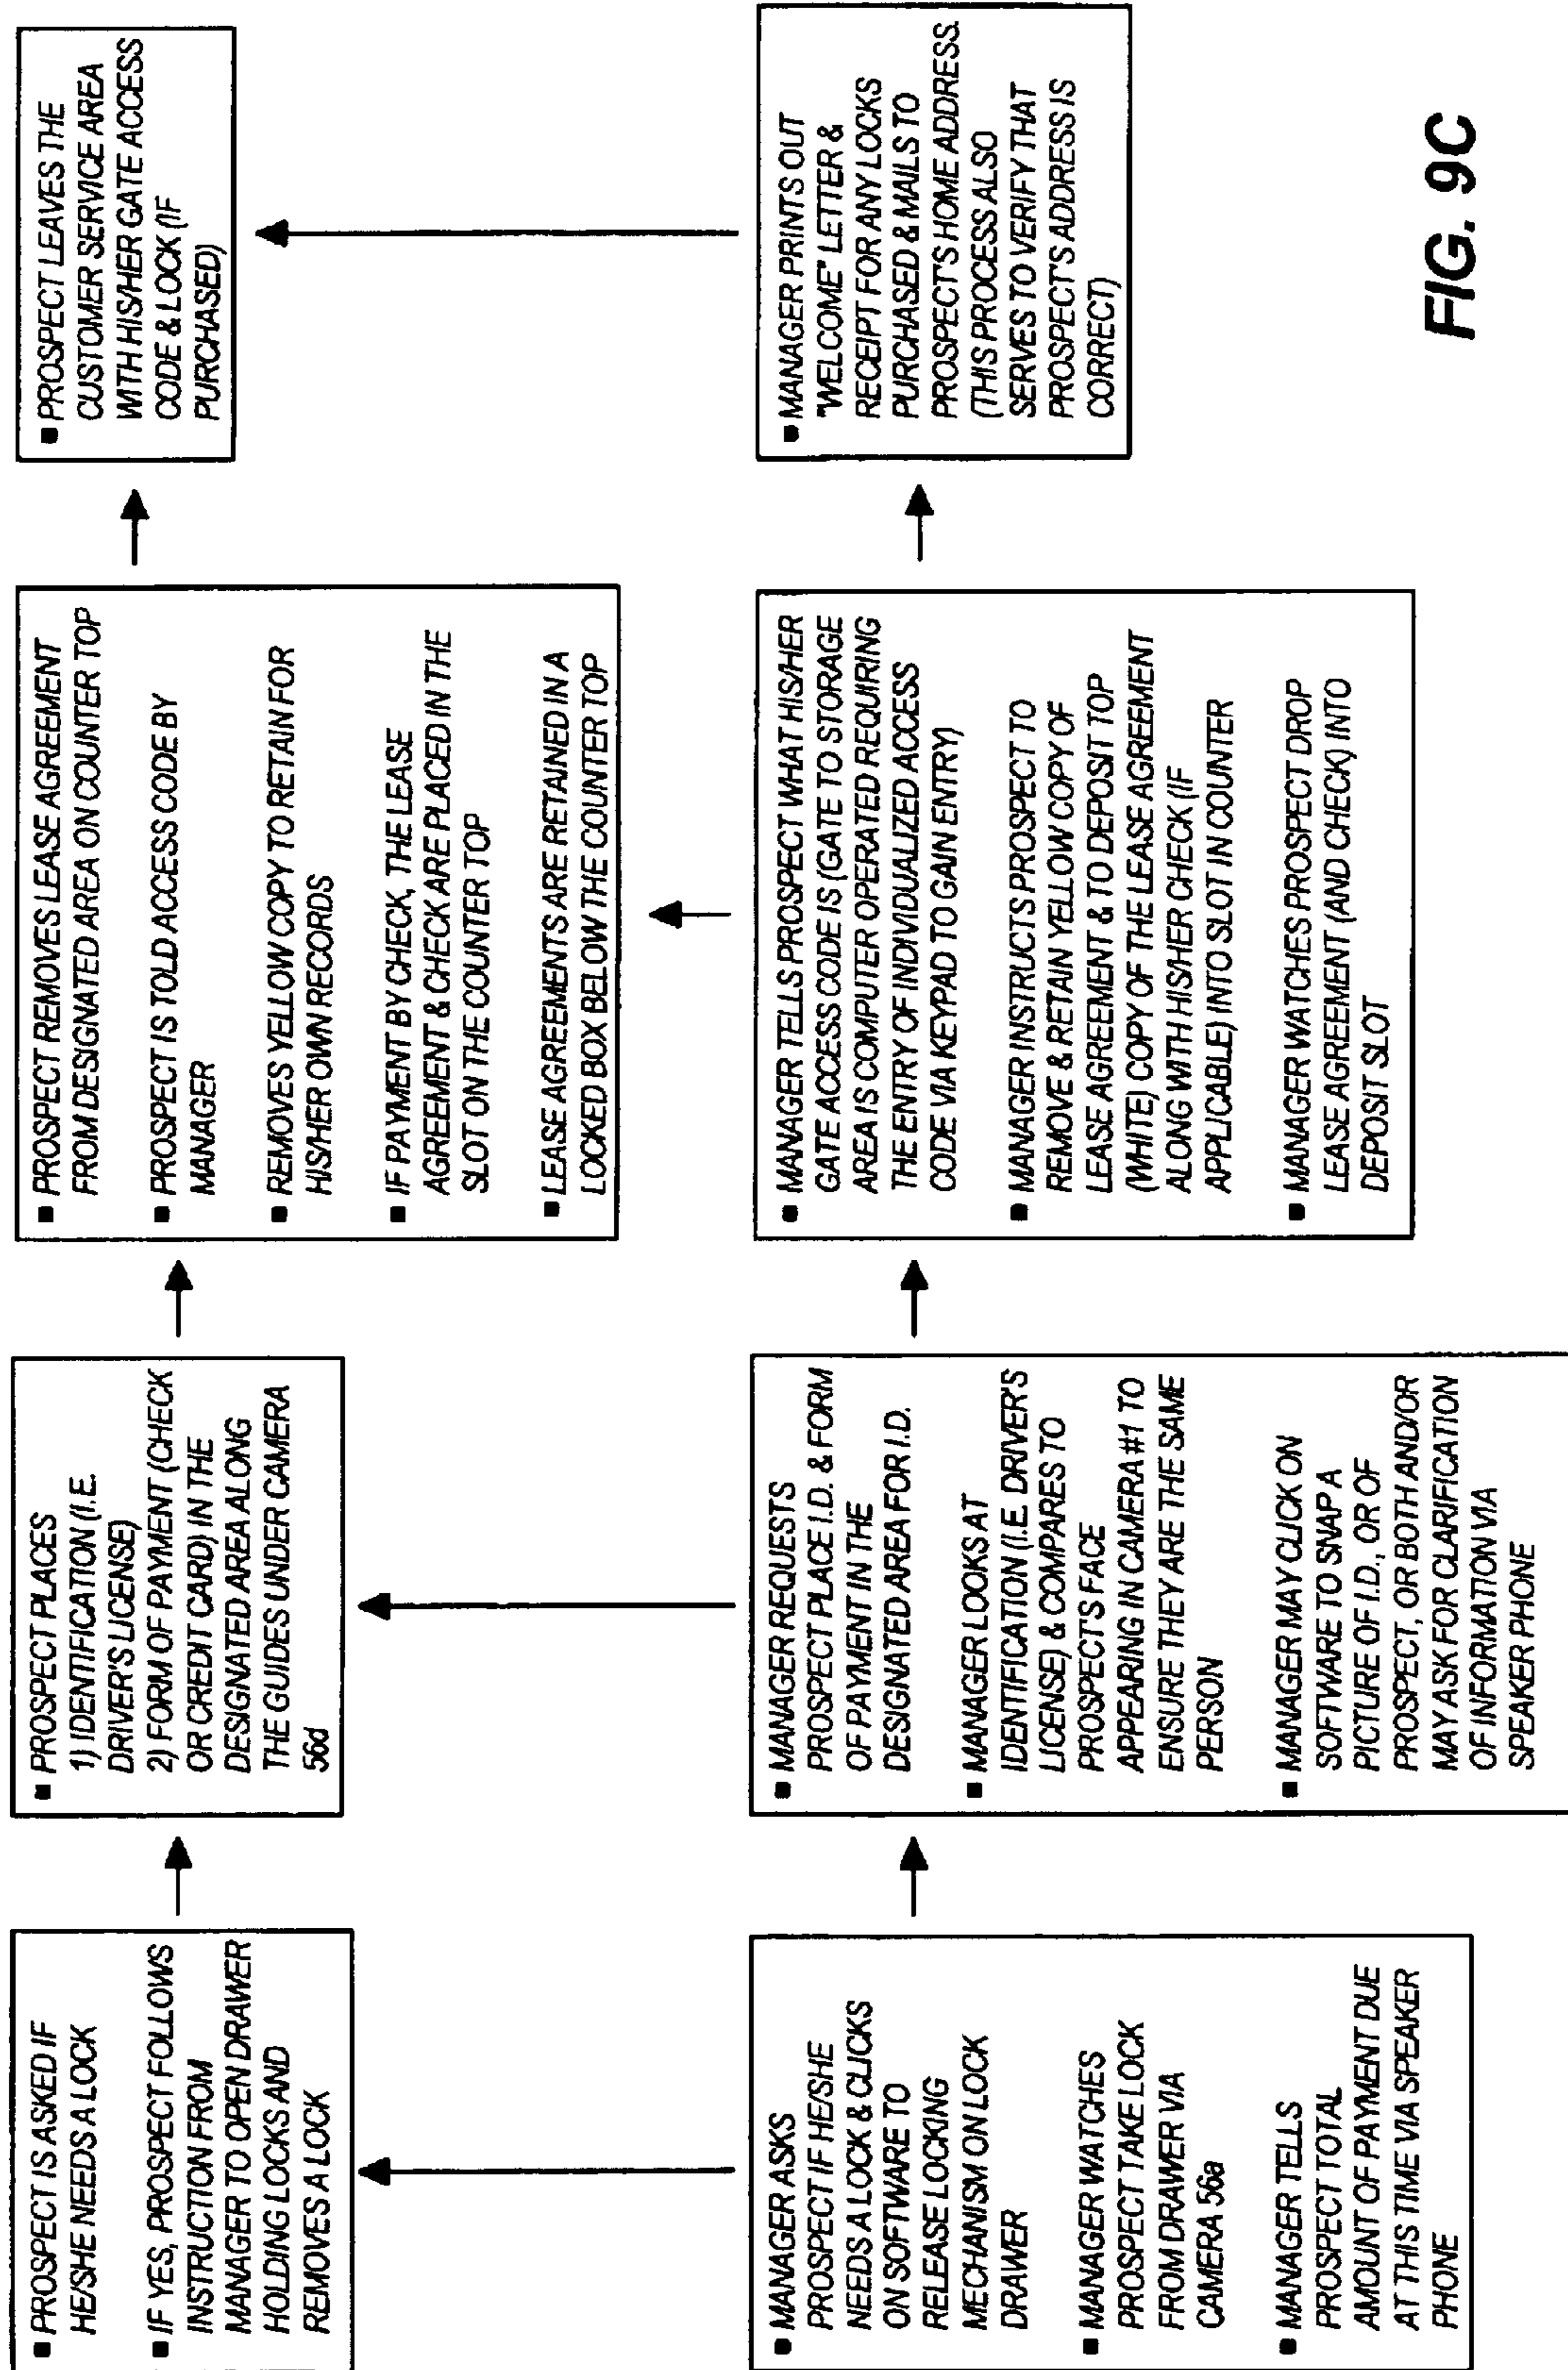 ■ PROSPECT IS ASKED IF
HE/SHE NEEDS A LOCK
■ IF YES, PROSPECT FOLLOWS
INSTRUCTION FROM
MANAGER TO OPEN DRAWER
HOLDING LOCKS AND
REMOVES A LOCK
■ PROSPECT PLACES
1) IDENTIFICATION (I.E.
DRIVER'S LICENSE)
2) FORM OF PAYMENT (CHECK
OR CREDIT CARD) IN THE
DESIGNATED AREA ALONG
THE GUIDES UNDER CAMERA
56d
■ PROSPECT REMOVES LEASE AGREEMENT
FROM DESIGNATED AREA ON COUNTER TOP
■ PROSPECT IS TOLD ACCESS CODE BY
MANAGER
■ REMOVES YELLOW COPY TO RETAIN FOR
HIS/HER OWN RECORDS
■ IF PAYMENT BY CHECK, THE LEASE
AGREEMENT & CHECK ARE PLACED IN THE
SLOT ON THE COUNTER TOP
■ LEASE AGREEMENTS ARE RETAINED IN A
LOCKED BOX BELOW THE COUNTER TOP
■ PROSPECT LEAVES THE
CUSTOMER SERVICE AREA
WITH HIS/HER GATE ACCESS
CODE & LOCK (IF
PURCHASED)
■ MANAGER ASKS
PROSPECT IF HE/SHE
NEEDS A LOCK & CLICKS
ON SOFTWARE TO
RELEASE LOCKING
MECHANISM ON LOCK
DRAWER
■ MANAGER WATCHES
PROSPECT TAKE LOCK
FROM DRAWER VIA
CAMERA 56a
■ MANAGER TELLS
PROSPECT TOTAL
AMOUNT OF PAYMENT DUE
AT THIS TIME VIA SPEAKER
PHONE
■ MANAGER REQUESTS
PROSPECT PLACE I.D. & FORM
OF PAYMENT IN THE
DESIGNATED AREA FOR I.D.
■ MANAGER LOOKS AT
IDENTIFICATION (I.E. DRIVER'S
LICENSE) & COMPARES TO
PROSPECT'S FACE
APPEARING IN CAMERA #1 TO
ENSURE THEY ARE THE SAME
PERSON
■ MANAGER MAY CLICK ON
SOFTWARE TO SNAP A
PICTURE OF I.D., OR OF
PROSPECT, OR BOTH AND/OR
MAY ASK FOR CLARIFICATION
OF INFORMATION VIA
SPEAKER PHONE
■ MANAGER TELLS PROSPECT WHAT HIS/HER
GATE ACCESS CODE IS (GATE TO STORAGE
AREA IS COMPUTER OPERATED REQUIRING
THE ENTRY OF INDIVIDUALIZED ACCESS
CODE VIA KEYPAD TO GAIN ENTRY)
■ MANAGER INSTRUCTS PROSPECT TO
REMOVE & RETAIN YELLOW COPY OF
LEASE AGREEMENT & TO DEPOSIT TOP
(WHITE) COPY OF THE LEASE AGREEMENT
ALONG WITH HIS/HER CHECK (IF
APPLICABLE) INTO SLOT IN COUNTER
■ MANAGER WATCHES PROSPECT DROP
LEASE AGREEMENT (AND CHECK) INTO
DEPOSIT SLOT
■ MANAGER PRINTS OUT
"WELCOME" LETTER &
RECEIPT FOR ANY LOCKS
PURCHASED & MAILS TO
PROSPECT'S HOME ADDRESS.
(THIS PROCESS ALSO
SERVES TO VERIFY THAT
PROSPECT'S ADDRESS IS
CORRECT)
FIG. 9C